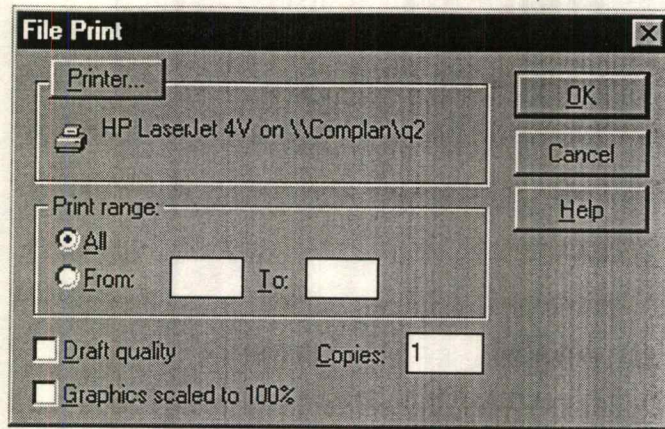 File Print
Printer...
HP LaserJet 4V on \\Complan\q2
OK
Cancel
Help
Print range:
All
From: To:
Draft quality
Copies: 1
Graphics scaled to 100%